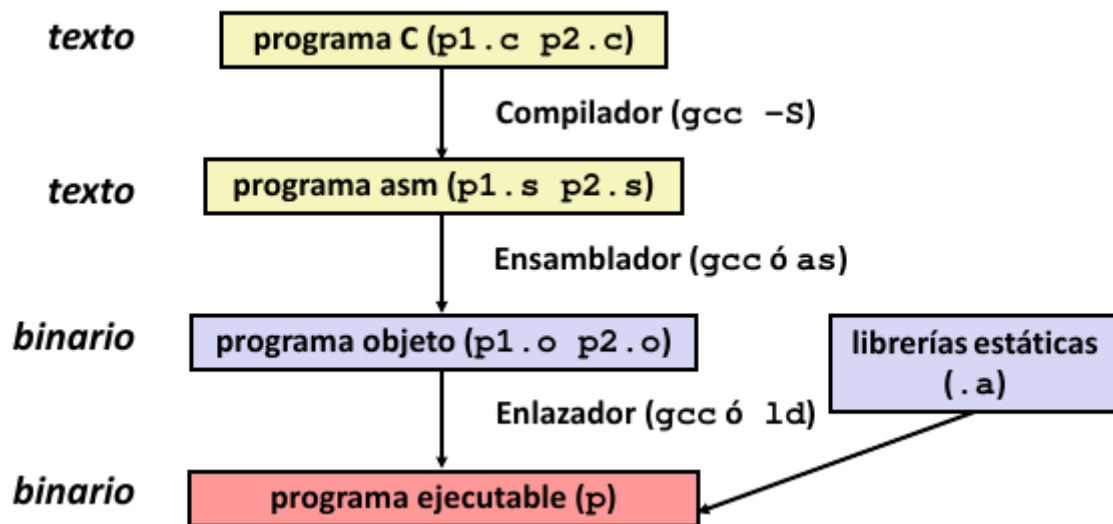 texto
programa C (p1.c p2.c)
Compilador (gcc –S)
texto
programa asm (p1.s p2.s)
Ensamblador (gcc ó as)
binario
programa objeto (p1.o p2.o)
librerías estáticas
(.a)
Enlazador (gcc ó ld)
binario
programa ejecutable (p)